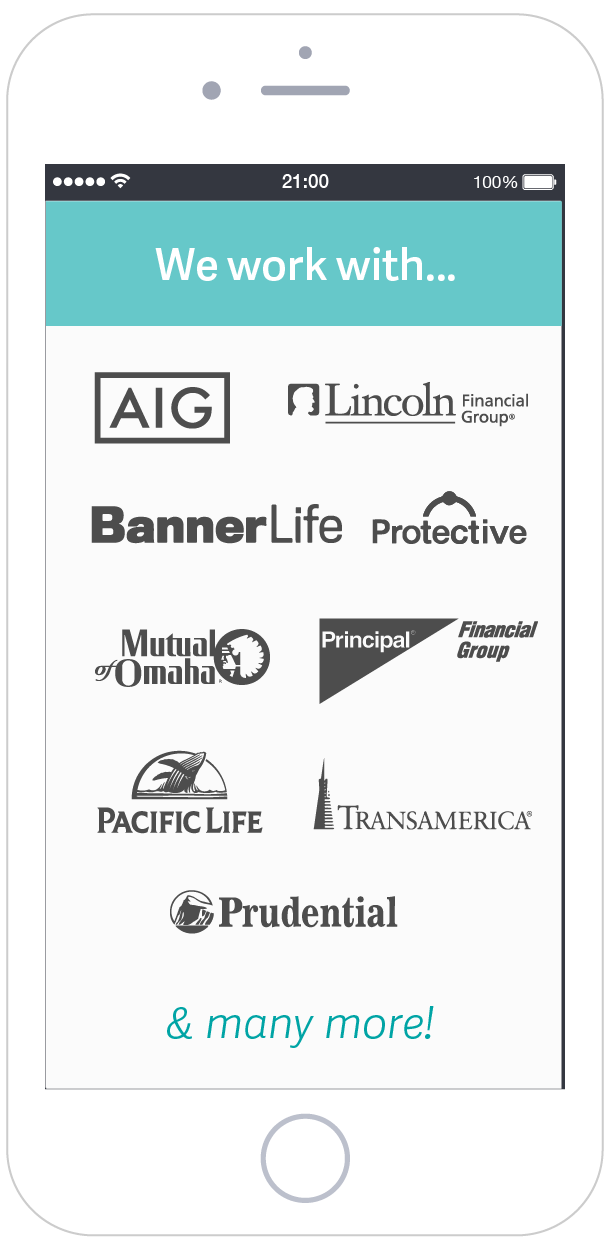 21:00 100%
We work with...
AIG Lincoln Financial
Group®
BannerLife Protective
Mutual
of Omaha® Principal® Financial
Group
PACIFIC LIFE TRANSAMERICA®
Prudential
& many more!